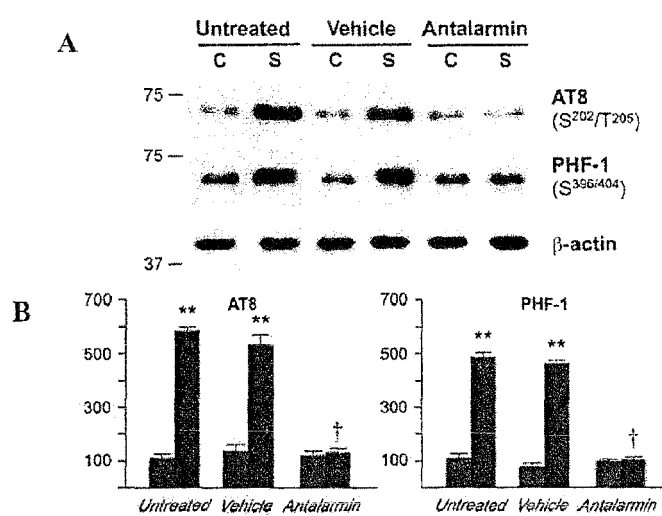 A
Untreated Vehicle Antalarmin
C S C S C S
75
AT8
(S202/T205)
75
PHF-1
(S396/404)
β-actin
37
B
700 AT8 700 PHF-1
** ** ** **
500 500
300 300
† †
100 100
Untreated Vehicle Antalarmin Untreated Vehicle Antalarmin